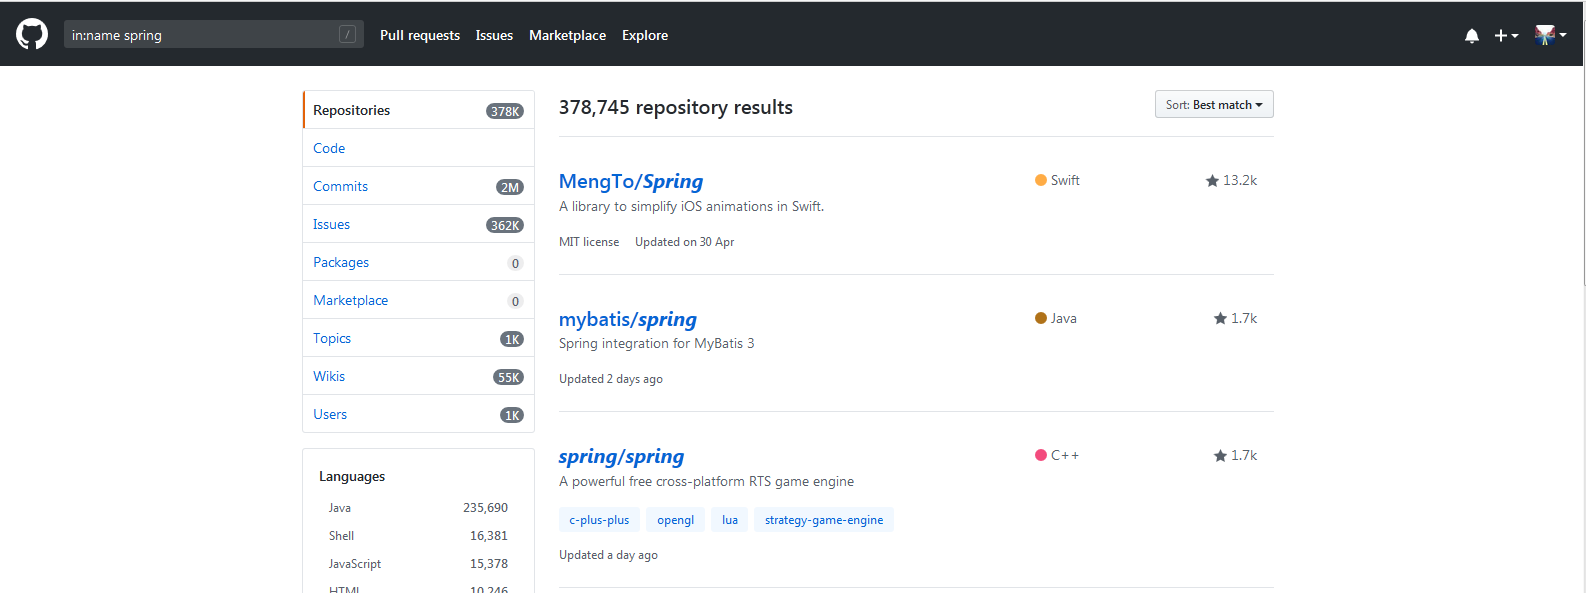 in:name spring / Pull requests Issues Marketplace Explore
Repositories 378K
Code
Commits 2M
Issues 362K
Packages 0
Marketplace 0
Topics 1K
Wikis 55K
Users 1K
Languages
Java 235,690
Shell 16,381
JavaScript 15,378
HTML 10,246
378,745 repository results Sort: Best match
MengTo/Spring Swift 13.2k
A library to simplify iOS animations in Swift.
MIT license Updated on 30 Apr
mybatis/spring Java 1.7k
Spring integration for MyBatis 3
Updated 2 days ago
spring/spring C++ 1.7k
A powerful free cross-platform RTS game engine
c-plus-plus opengl lua strategy-game-engine
Updated a day ago